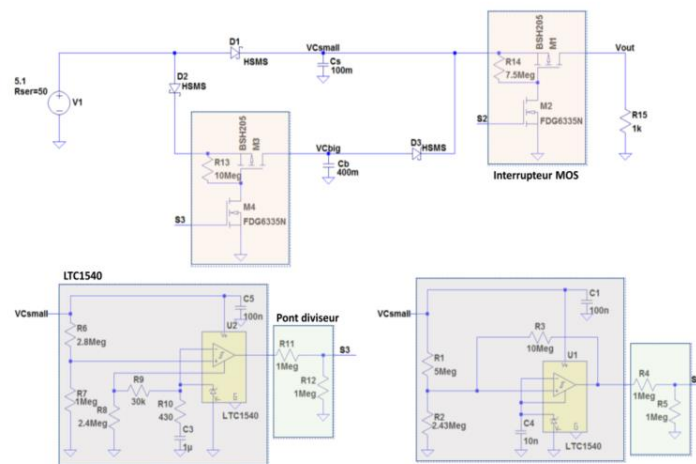 D1
HSMS
VCsmall
Cs
100m
D2
HSMS
5.1
Rser=50
V1
BSH205
M1
R14
7.5Meg
Vout
M2
FDG6335N
S2
R15
1k
Interrupteur MOS
BSH205
M3
R13
10Meg
VCbig
Cb
400m
D3
HSMS
M4
FDG6335N
S3
LTC1540
VCsmall
R6
2.8Meg
R7
1Meg
R8
2.4Meg
R9
30k
R10
430
C3
1µ
C5
100n
U2
LTC1540
Pont diviseur
R11
1Meg
R12
1Meg
S3
VCsmall
R1
5Meg
R2
2.43Meg
R3
10Meg
C1
100n
U1
C4
10n
LTC1540
R4
1Meg
R5
1Meg